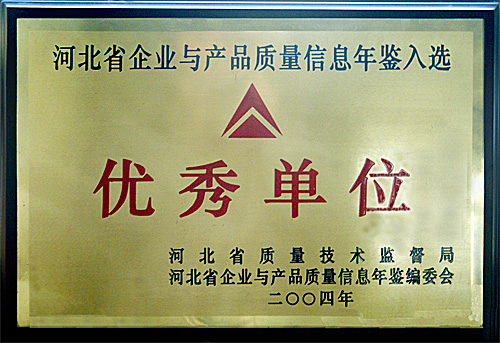 河北省企业与产品质量信息年鉴入选
优秀单位
河北省质量技术监督局
河北省企业与产品质量信息年鉴编委会
二〇〇四年